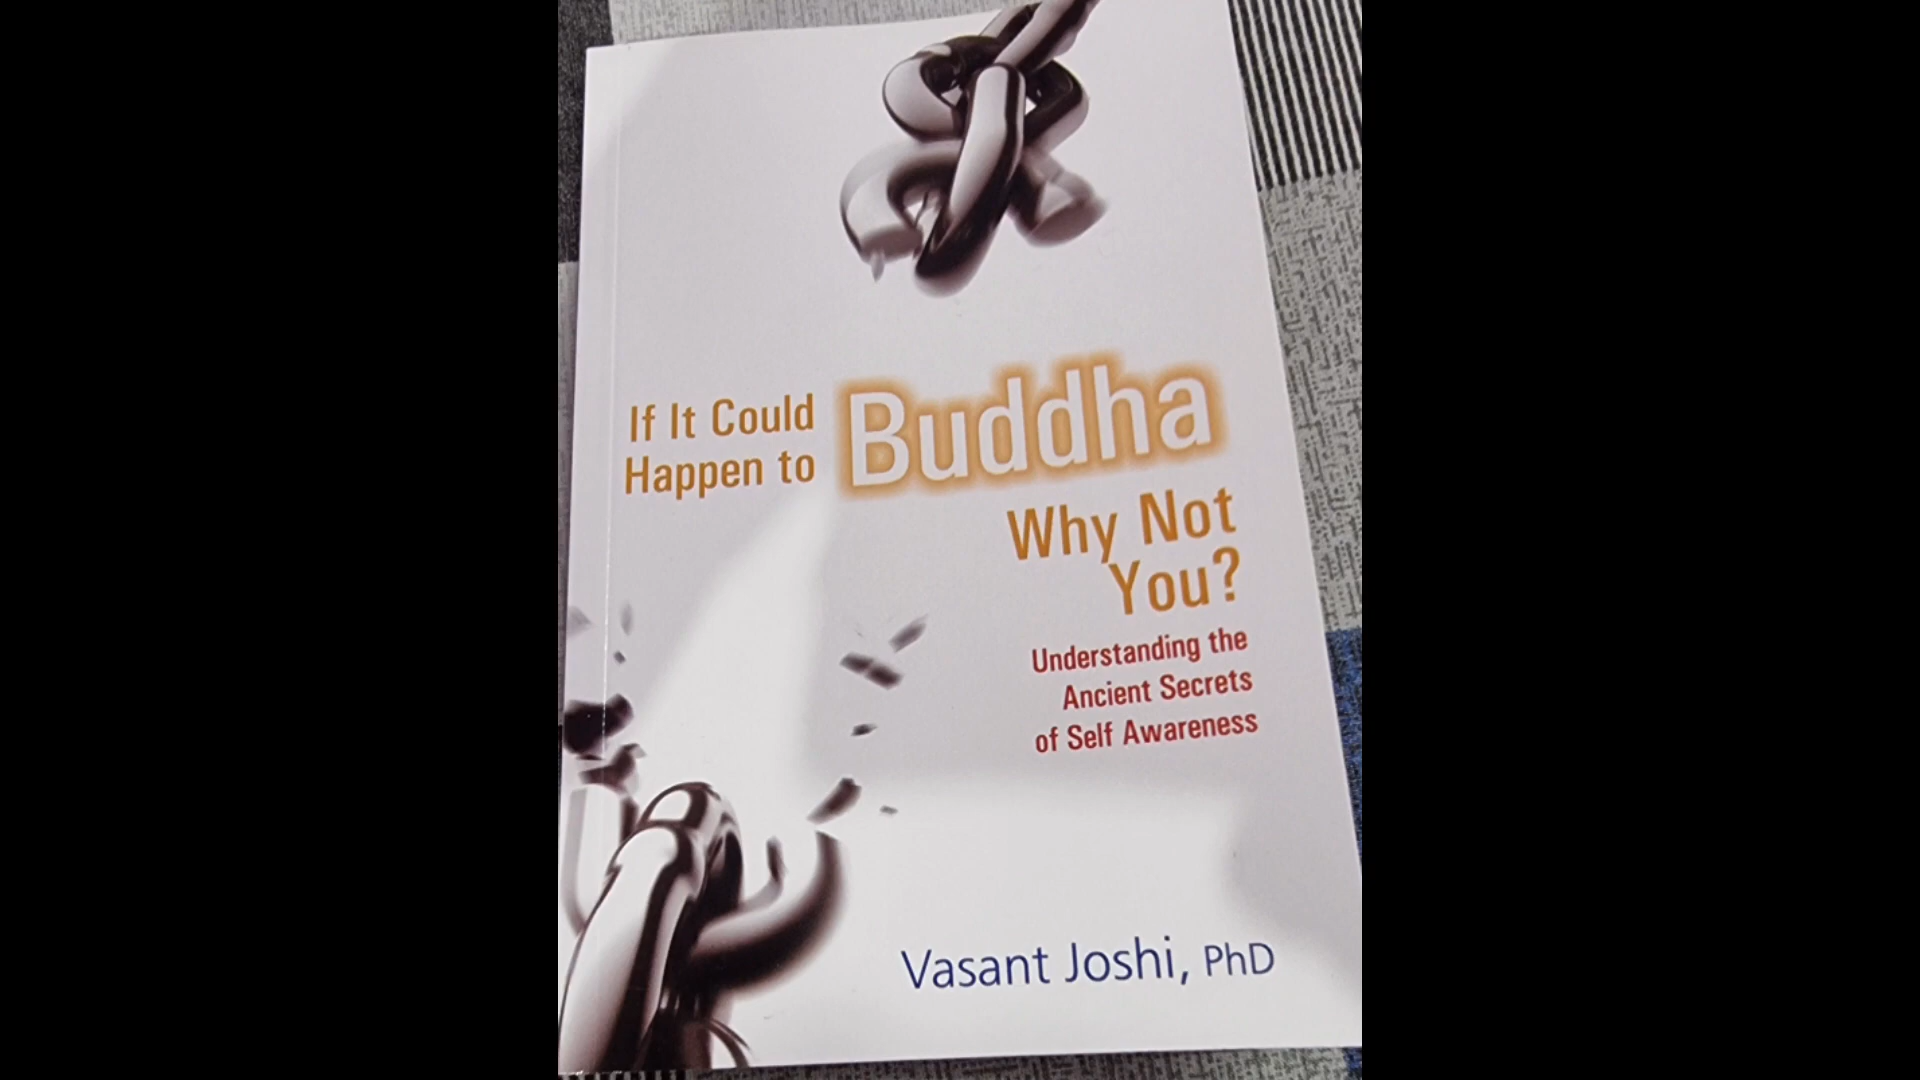 If It Could
Happen to Buddha
Why Not
You?
Understanding the
Ancient Secrets
of Self Awareness
Vasant Joshi, PhD